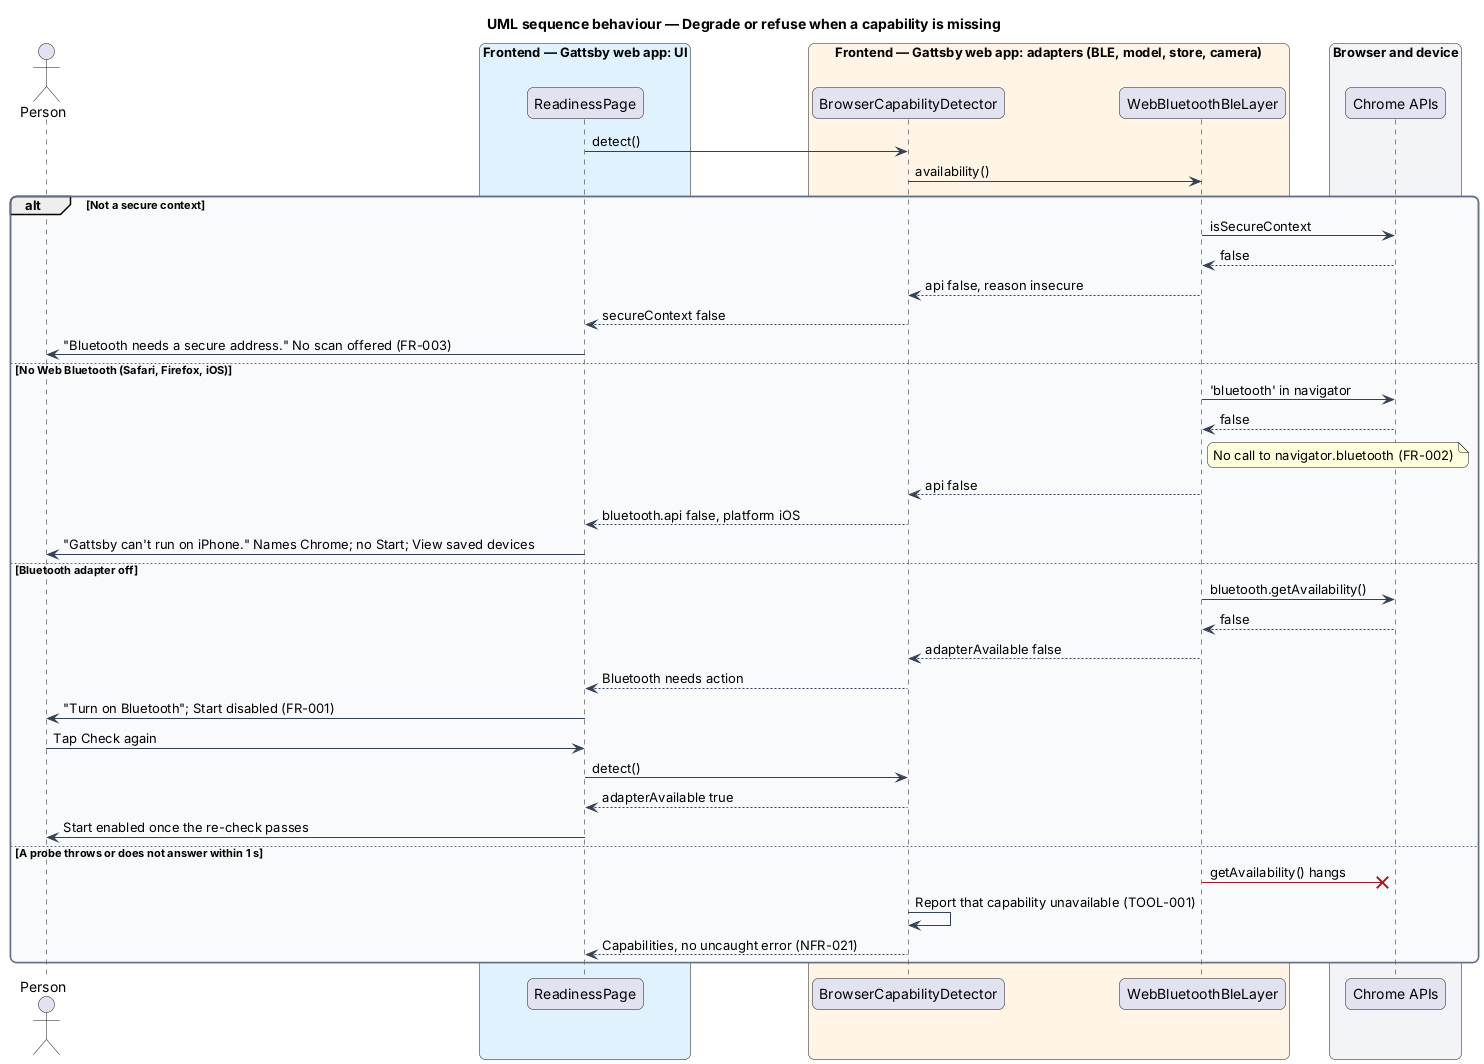 UML sequence behaviour — Degrade or refuse when a capability is missing
Frontend — Gattsby web app: UI
Frontend — Gattsby web app: adapters (BLE, model, store, camera)
Browser and device
Person
ReadinessPage
BrowserCapabilityDetector
WebBluetoothBleLayer
Chrome APIs
detect()
availability()
alt
[Not a secure context]
isSecureContext
false
api false, reason insecure
secureContext false
"Bluetooth needs a secure address." No scan offered (FR-003)
[No Web Bluetooth (Safari, Firefox, iOS)]
'bluetooth' in navigator
false
No call to navigator.bluetooth (FR-002)
api false
bluetooth.api false, platform iOS
"Gattsby can't run on iPhone." Names Chrome; no Start; View saved devices
[Bluetooth adapter off]
bluetooth.getAvailability()
false
adapterAvailable false
Bluetooth needs action
"Turn on Bluetooth"; Start disabled (FR-001)
Tap Check again
detect()
adapterAvailable true
Start enabled once the re-check passes
[A probe throws or does not answer within 1 s]
getAvailability() hangs
Report that capability unavailable (TOOL-001)
Capabilities, no uncaught error (NFR-021)
Person
ReadinessPage
BrowserCapabilityDetector
WebBluetoothBleLayer
Chrome APIs